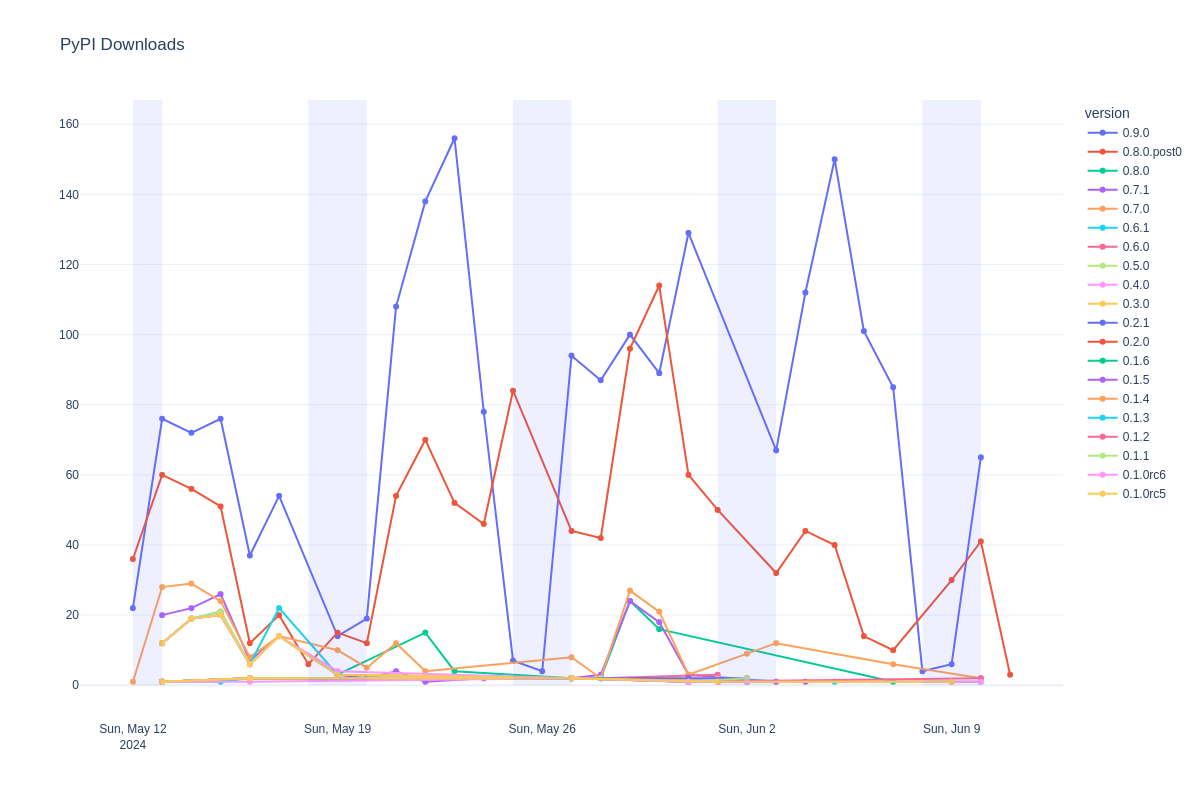 PyPI Downloads
160
140
120
100
80
60
40
20
0
Sun, May 12
2024
Sun, May 19
Sun, May 26
Sun, Jun 2
Sun, Jun 9
version
0.9.0
0.8.0.post0
0.8.0
0.7.1
0.7.0
0.6.1
0.6.0
0.5.0
0.4.0
0.3.0
0.2.1
0.2.0
0.1.6
0.1.5
0.1.4
0.1.3
0.1.2
0.1.1
0.1.0rc6
0.1.0rc5